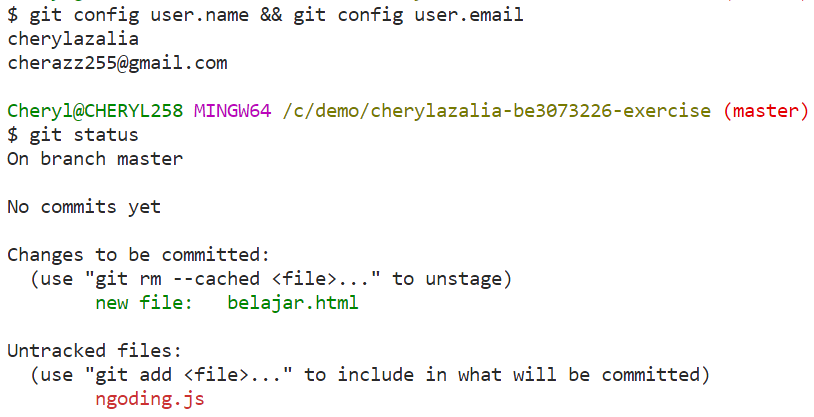 $ git config user.name && git config user.email
cherylazalia
cherazz255@gmail.com
Cheryl@CHERYL258 MINGW64 /c/demo/cherylazalia-be3073226-exercise (master)
$ git status
On branch master
No commits yet
Changes to be committed:
(use "git rm --cached <file>..." to unstage)
new file: belajar.html
Untracked files:
(use "git add <file>..." to include in what will be committed)
ngoding.js